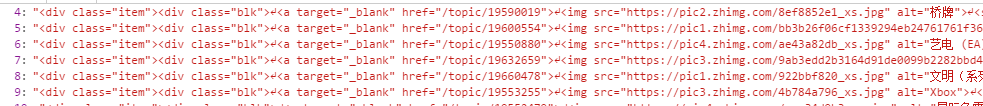 4: "<div class="item"><div class="blk">↵<a target="_blank" href="/topic/19590019">↵<img src="https://pic2.zhimg.com/8ef8852e1_xs.jpg" alt="桥牌">↵<s
5: "<div class="item"><div class="blk">↵<a target="_blank" href="/topic/19600554">↵<img src="https://pic1.zhimg.com/bb3b26f06cf1339294eb24761761f36
6: "<div class="item"><div class="blk">↵<a target="_blank" href="/topic/19550880">↵<img src="https://pic4.zhimg.com/ae43a82db_xs.jpg" alt="艺电 (EA)
7: "<div class="item"><div class="blk">↵<a target="_blank" href="/topic/19632659">↵<img src="https://pic3.zhimg.com/9ab3edd2b3164d91de0099b2282bbd4
8: "<div class="item"><div class="blk">↵<a target="_blank" href="/topic/19660478">↵<img src="https://pic1.zhimg.com/922bbf820_xs.jpg" alt="文明（系列
9: "<div class="item"><div class="blk">↵<a target="_blank" href="/topic/19553255">↵<img src="https://pic3.zhimg.com/4b784a796_xs.jpg" alt="Xbox">↵<